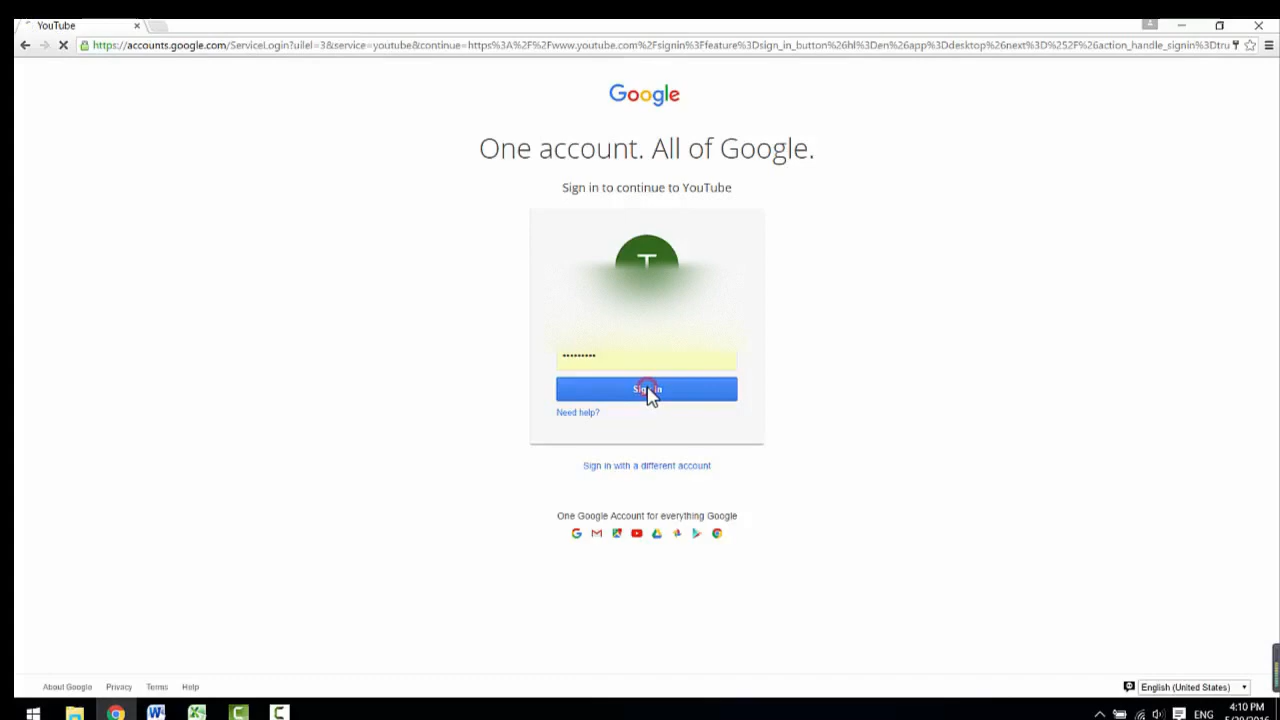 YouTube
https://accounts.google.com/ServiceLogin?uilel=3&service=youtube&continue=https%3A%2F%2Fwww.youtube.com%2Fsignin%3Ffeature%3Dsign_in_button%26hl%3Den%26app%3Ddesktop%26next%3D%252F%26action_handle_signin%3Dtru
Google
One account. All of Google.
Sign in to continue to YouTube
T
Sign in
Need help?
Sign in with a different account
One Google Account for everything Google
About Google Privacy Terms Help
English (United States)
ENG
4:10 PM